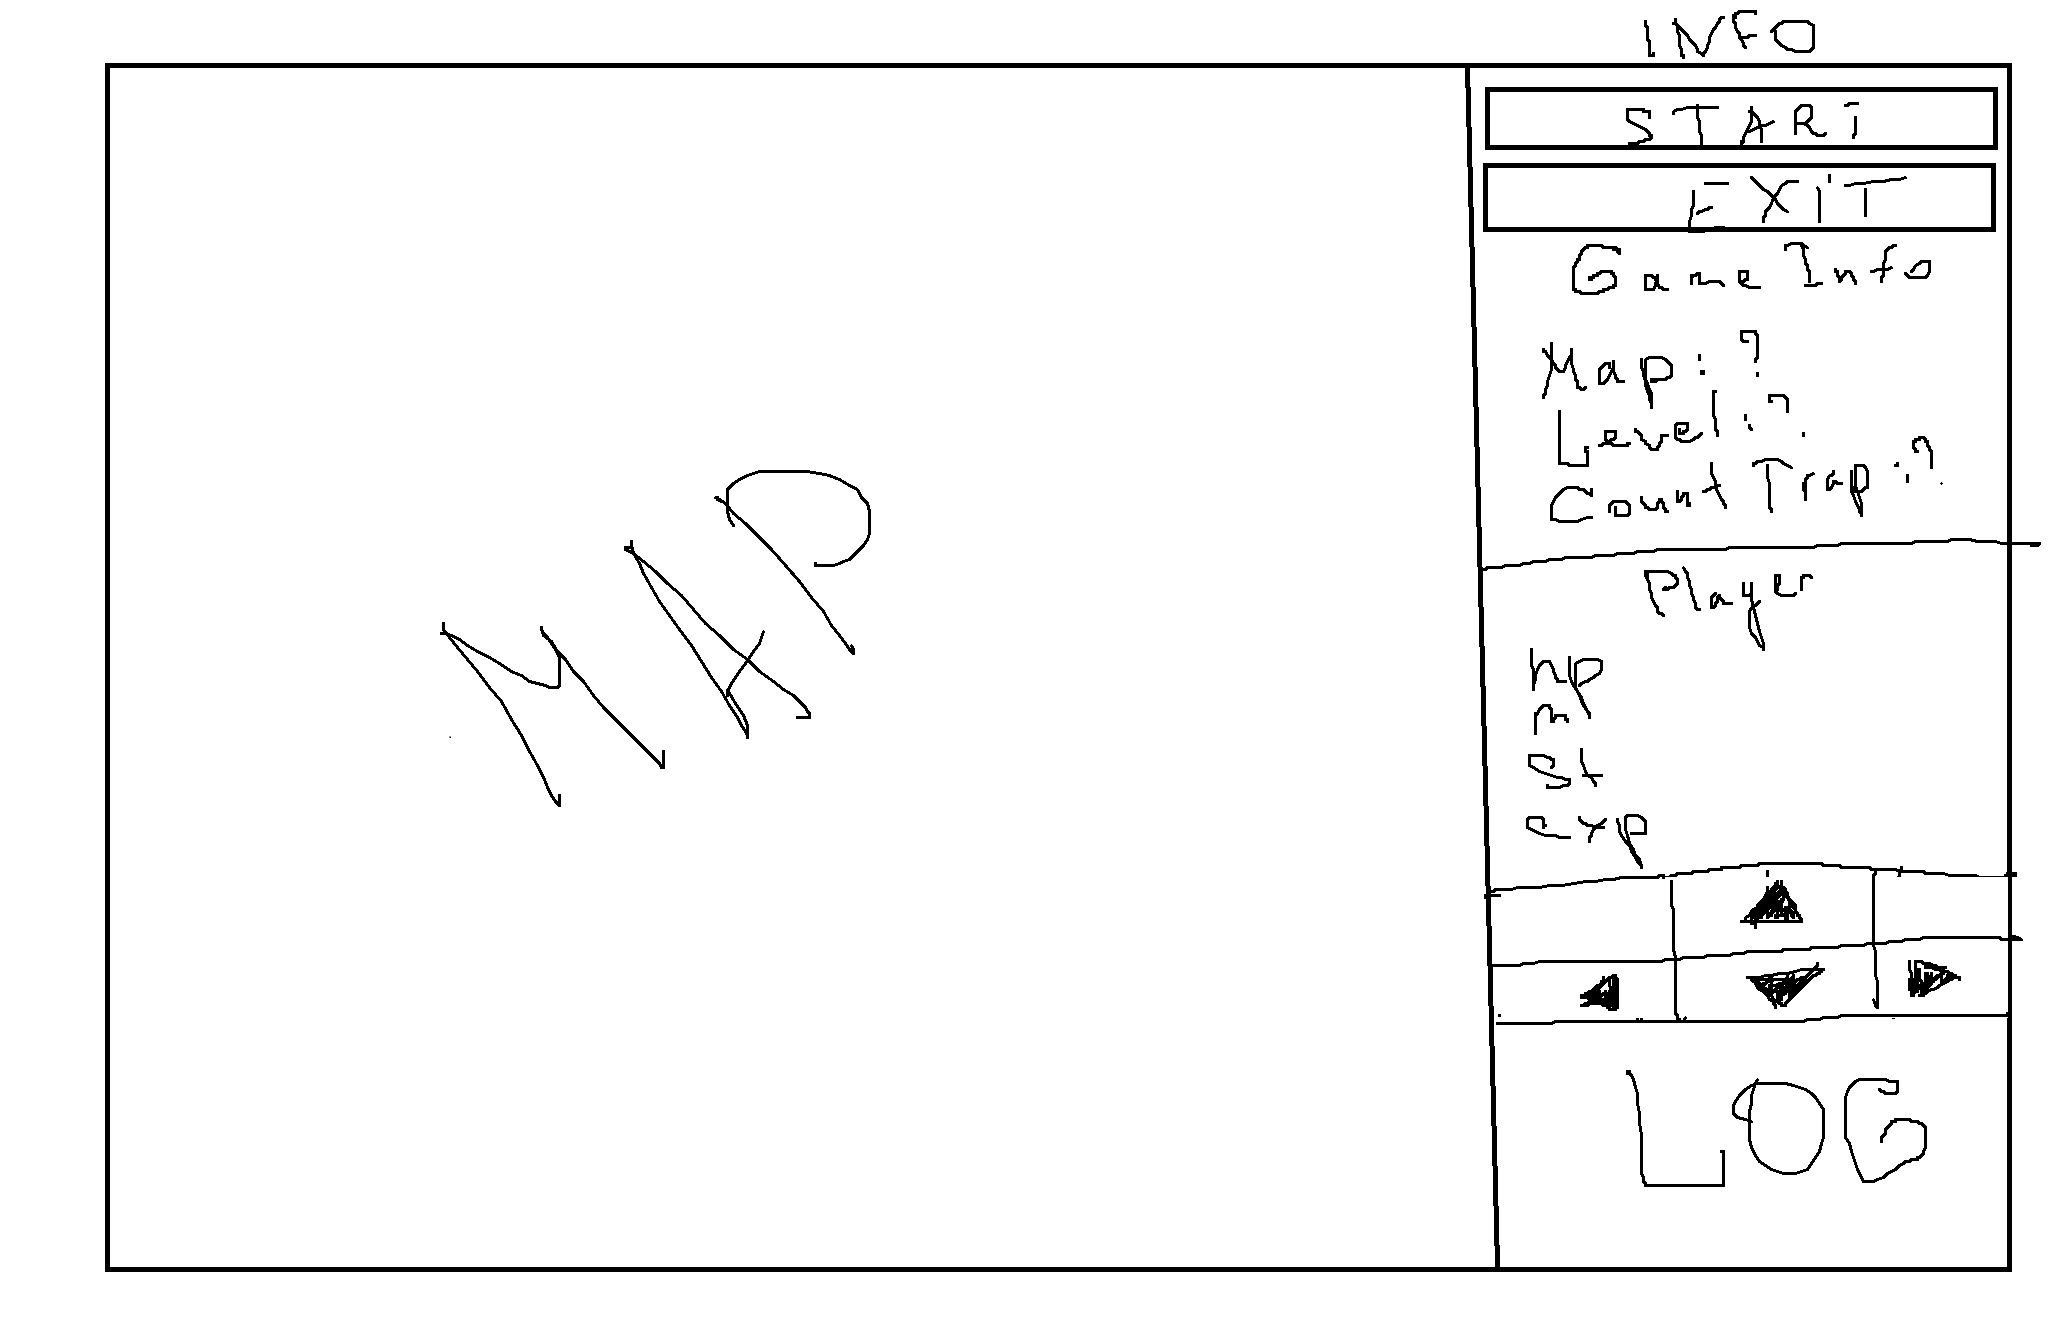 INFO
START
EXIT
Game Info
Map: ?
Level: ?
Count Trap: ?
Player
hp
m
st
exp
MAP
LOG